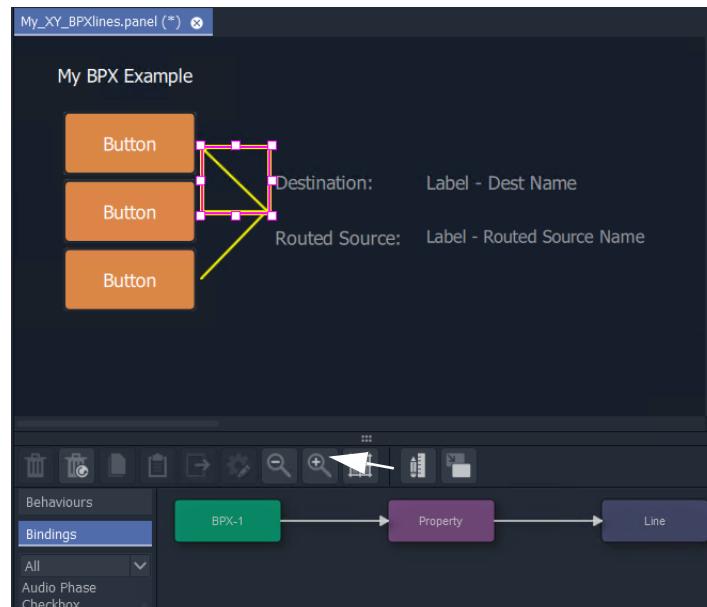 My_XY_BPXlines.panel (*)
My BPX Example
Button
Button
Button
Destination: Label - Dest Name
Routed Source: Label - Routed Source Name
Behaviours
Bindings
All
Audio Phase
Checkbox
BPX-1 Property Line